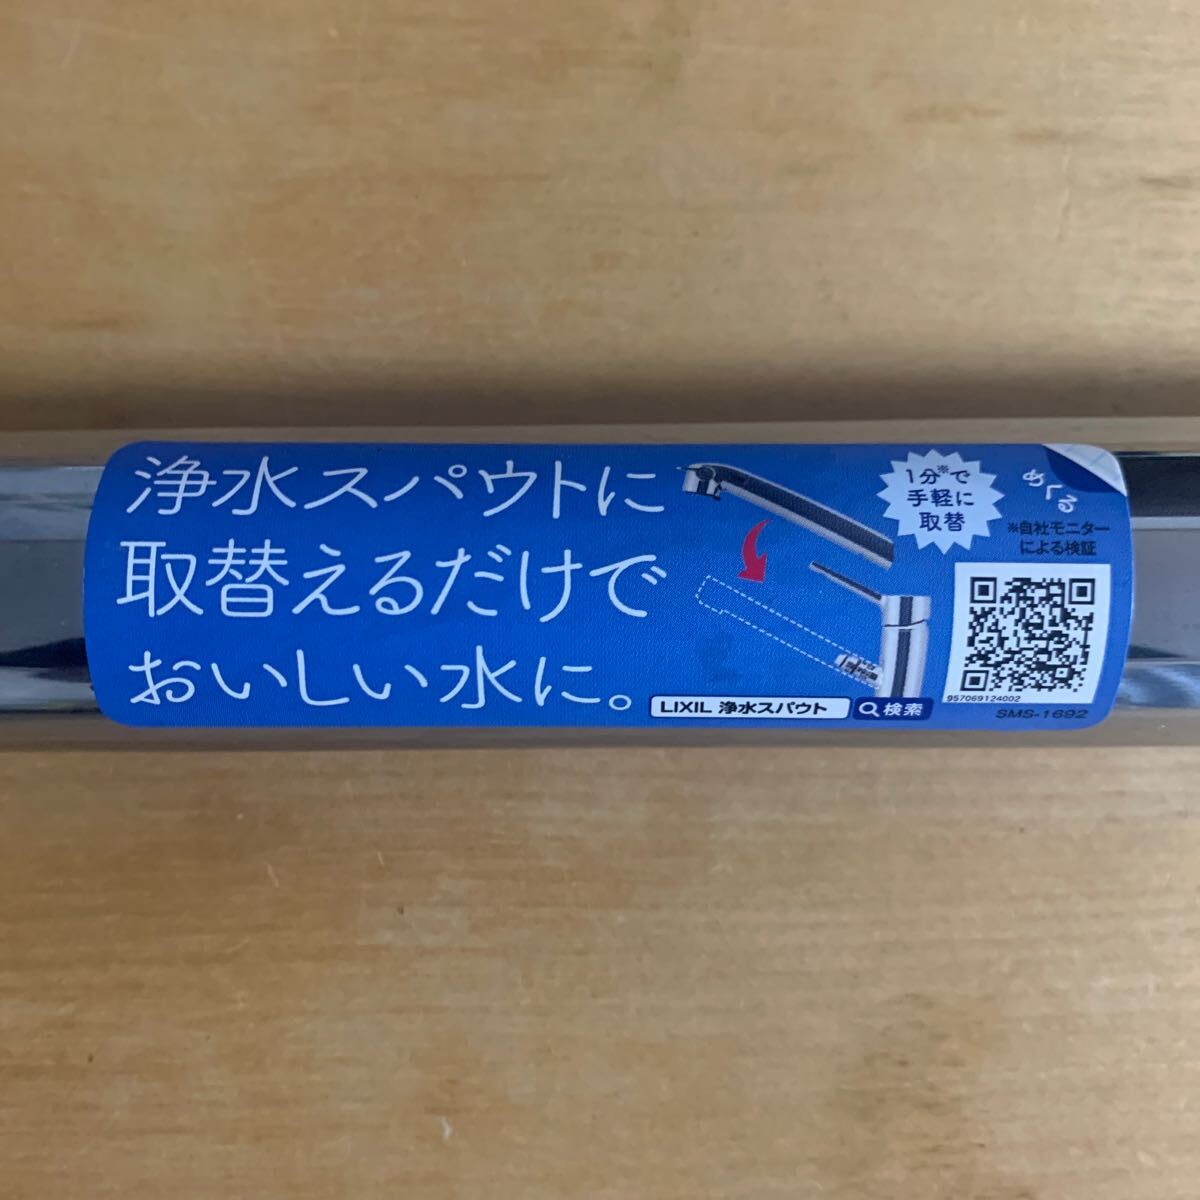 浄水スパウトに
取替えるだけで
おいしい水に。
1分※で
手軽に
取替
めくる
※自社モニター
による検証
LIXIL 浄水スパウト
検索
957069124002
SMS-1692